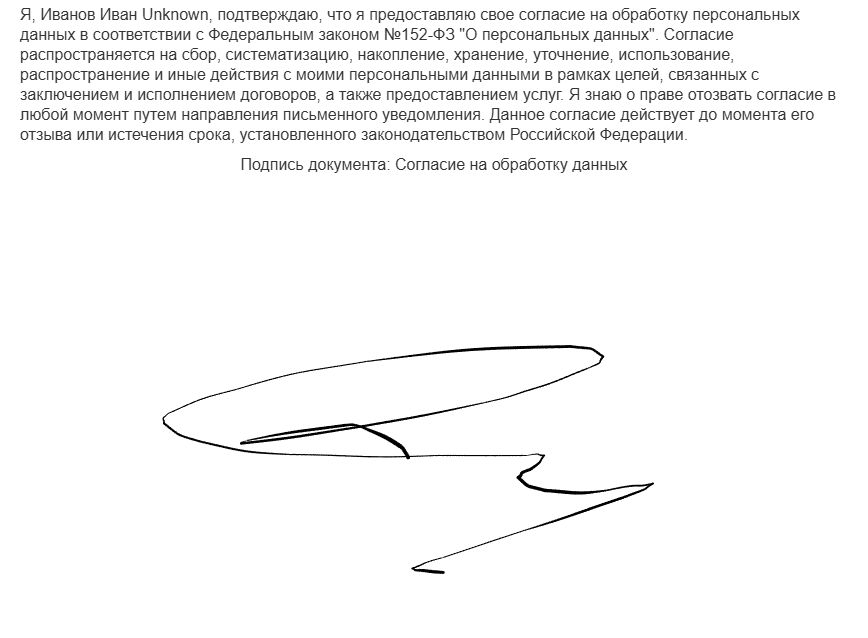 Я, Иванов Иван Unknown, подтверждаю, что я предоставляю свое согласие на обработку персональных
данных в соответствии с Федеральным законом №152-ФЗ "О персональных данных". Согласие
распространяется на сбор, систематизацию, накопление, хранение, уточнение, использование,
распространение и иные действия с моими персональными данными в рамках целей, связанных с
заключением и исполнением договоров, а также предоставлением услуг. Я знаю о праве отозвать согласие в
любой момент путем направления письменного уведомления. Данное согласие действует до момента его
отзыва или истечения срока, установленного законодательством Российской Федерации.
Подпись документа: Согласие на обработку данных